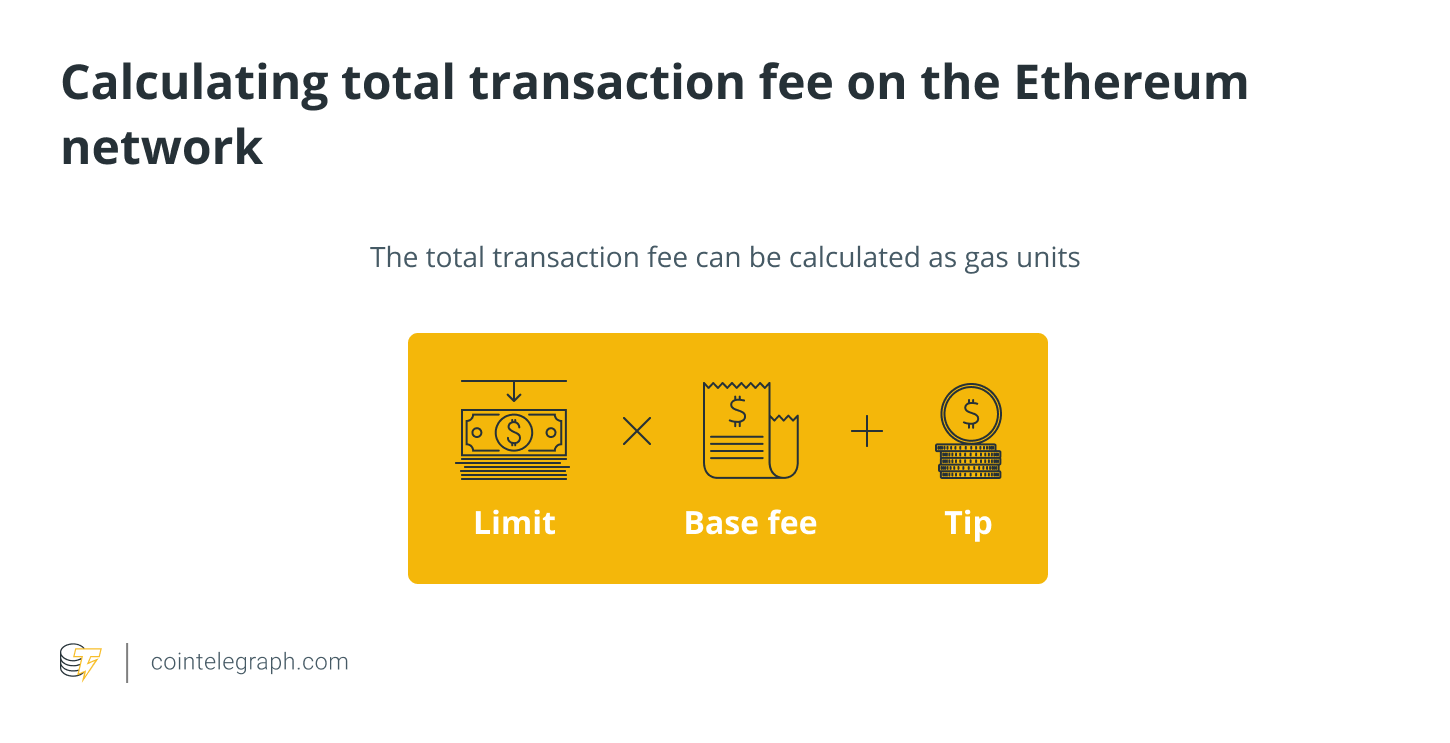 Calculating total transaction fee on the Ethereum
network
The total transaction fee can be calculated as gas units
Limit × Base fee + Tip
cointelegraph.com